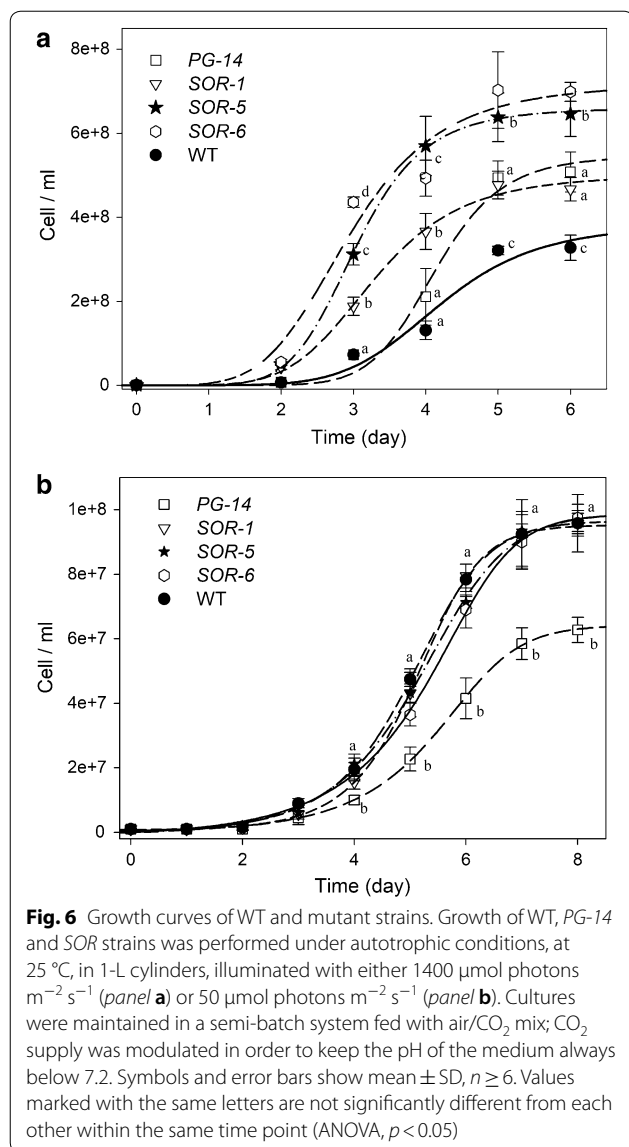 a
8e+8
6e+8
4e+8
2e+8
0
Cell / ml
PG-14
SOR-1
SOR-5
SOR-6
WT
d
c
b
a
c
b
a
a
b
a
c
b
a
a
c
0 1 2 3 4 5 6
Time (day)
b
1e+8
8e+7
6e+7
4e+7
2e+7
0
Cell / ml
PG-14
SOR-1
SOR-5
SOR-6
WT
a
b
a
b
a
b
a
b
a
b
0 2 4 6 8
Time (day)
Fig. 6 Growth curves of WT and mutant strains. Growth of WT, PG-14
and SOR strains was performed under autotrophic conditions, at
25 °C, in 1-L cylinders, illuminated with either 1400 µmol photons
m⁻² s⁻¹ (panel a) or 50 µmol photons m⁻² s⁻¹ (panel b). Cultures
were maintained in a semi-batch system fed with air/CO₂ mix; CO₂
supply was modulated in order to keep the pH of the medium always
below 7.2. Symbols and error bars show mean ± SD, n ≥ 6. Values
marked with the same letters are not significantly different from each
other within the same time point (ANOVA, p < 0.05)